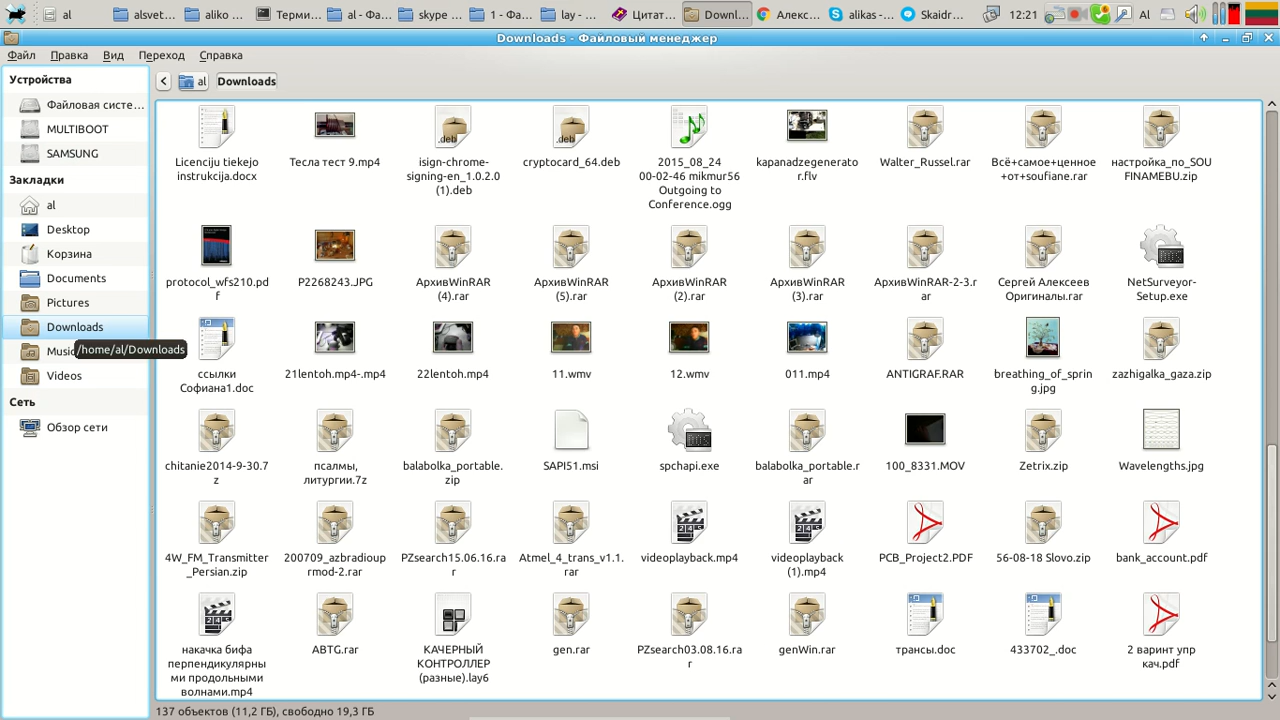 al
alsvet...
aliko ...
Терми...
al - Фа...
skype ...
1 - Фа...
lay - ...
Цитат...
Downl...
Алекс...
alikas -...
Skaidr...
12:21
Al
Downloads - Файловый менеджер
Файл Правка Вид Переход Справка
Устройства
Файловая систе...
MULTIBOOT
SAMSUNG
Закладки
al
Desktop
Корзина
Documents
Pictures
Downloads
Music
/home/al/Downloads
Videos
Сеть
Обзор сети
al
Downloads
Licenciju tiekejo
instrukcija.docx
Тесла тест 9.mp4
.deb
isign-chrome-
signing-en_1.0.2.0
(1).deb
.deb
cryptocard_64.deb
2015_08_24
00-02-46 mikmur56
Outgoing to
Conference.ogg
kapanadzegenerato
r.flv
Walter_Russel.rar
Всё+самое+ценное
+от+soufiane.rar
настройка_по_SOU
FINAMEBU.zip
protocol_wfs210.pd
f
P2268243.JPG
АрхивWinRAR
(4).rar
АрхивWinRAR
(5).rar
АрхивWinRAR
(2).rar
АрхивWinRAR
(3).rar
АрхивWinRAR-2-3.r
ar
Сергей Алексеев
Оригиналы.rar
NetSurveyor-
Setup.exe
ссылки
Софиана1.doc
21lentoh.mp4-.mp4
22lentoh.mp4
11.wmv
12.wmv
011.mp4
ANTIGRAF.RAR
breathing_of_sprin
g.jpg
zazhigalka_gaza.zip
chitanie2014-9-30.7
z
псалмы,
литургии.7z
balabolka_portable.
zip
SAPI51.msi
spchapi.exe
balabolka_portable.r
ar
100_8331.MOV
Zetrix.zip
Wavelengths.jpg
4W_FM_Transmitter
_Persian.zip
200709_azbradioup
rmod-2.rar
PZsearch15.06.16.ra
r
Atmel_4_trans_v1.1.
rar
videoplayback.mp4
videoplayback
(1).mp4
PCB_Project2.PDF
56-08-18 Slovo.zip
bank_account.pdf
накачка бифа
перпендикулярны
ми продольными
волнами.mp4
ABTG.rar
КАЧЕРНЫЙ
КОНТРОЛЛЕР
(разные).lay6
gen.rar
PZsearch03.08.16.ra
r
genWin.rar
трансы.doc
433702_.doc
2 варинт упр
кач.pdf
137 объектов (11,2 ГБ), свободно 19,3 ГБ